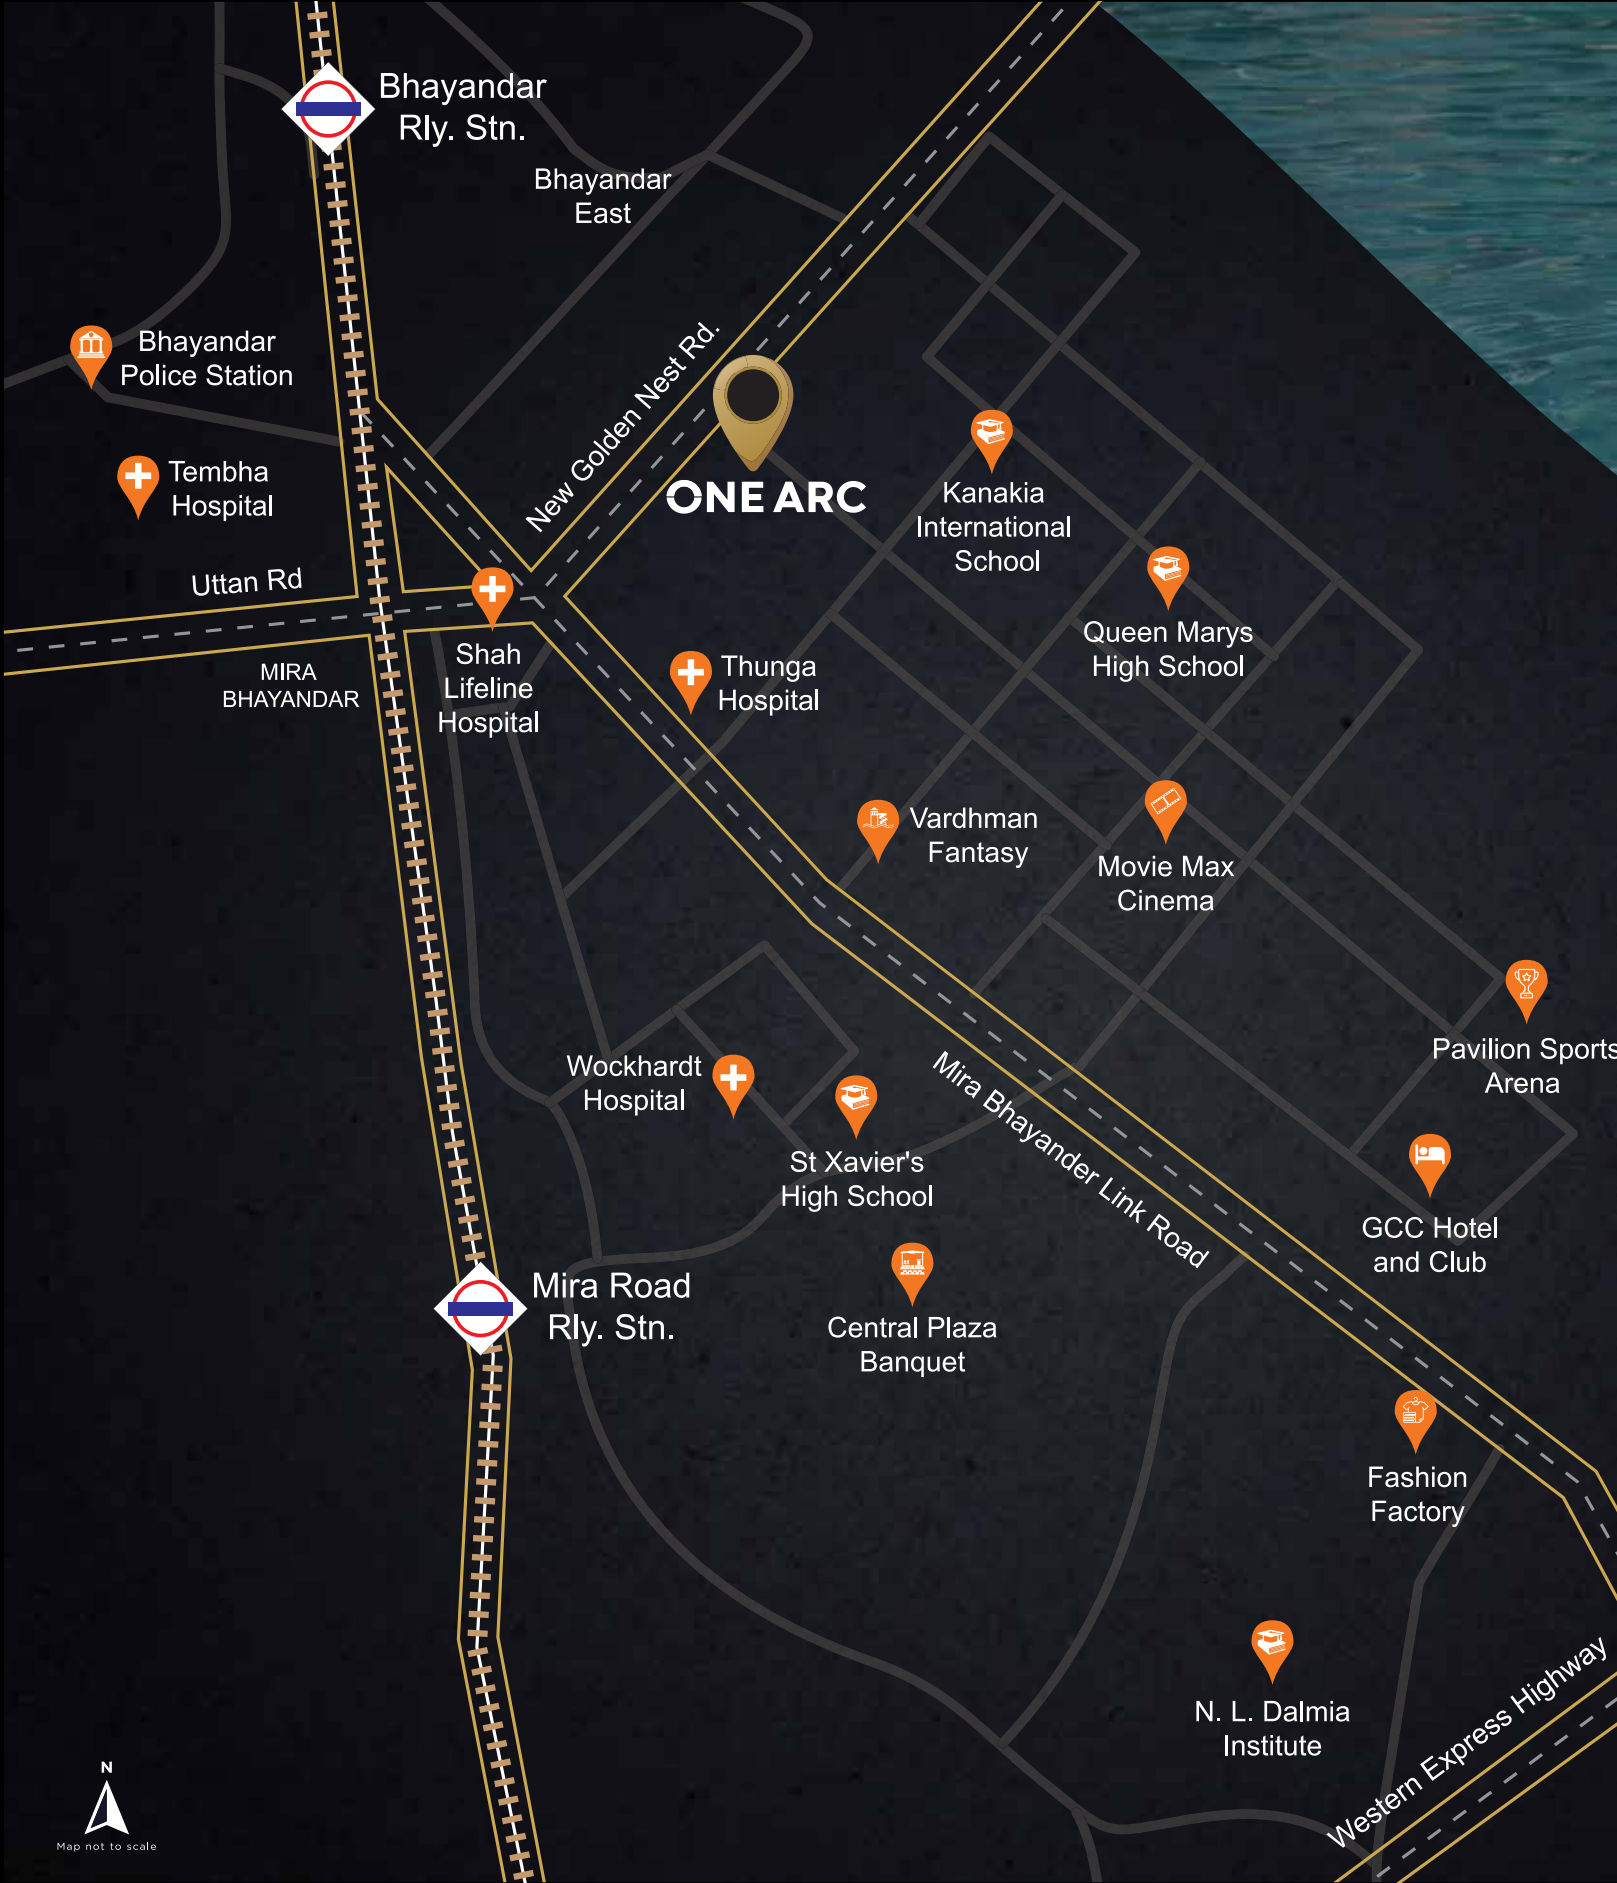 Bhayandar
Rly. Stn.
Bhayandar
East
New Golden Nest Rd.
Bhayandar
Police Station
Tembha
Hospital
ONE ARC
Kanakia
International
School
Uttan Rd
MIRA
BHAYANDAR
Shah
Lifeline
Hospital
Thunga
Hospital
Queen Marys
High School
Vardhman
Fantasy
Movie Max
Cinema
Pavilion Sports
Arena
Wockhardt
Hospital
Mira Bhayander Link Road
St Xavier's
High School
GCC Hotel
and Club
Mira Road
Rly. Stn.
Central Plaza
Banquet
Fashion
Factory
N. L. Dalmia
Institute
Western Express Highway
N
Map not to scale